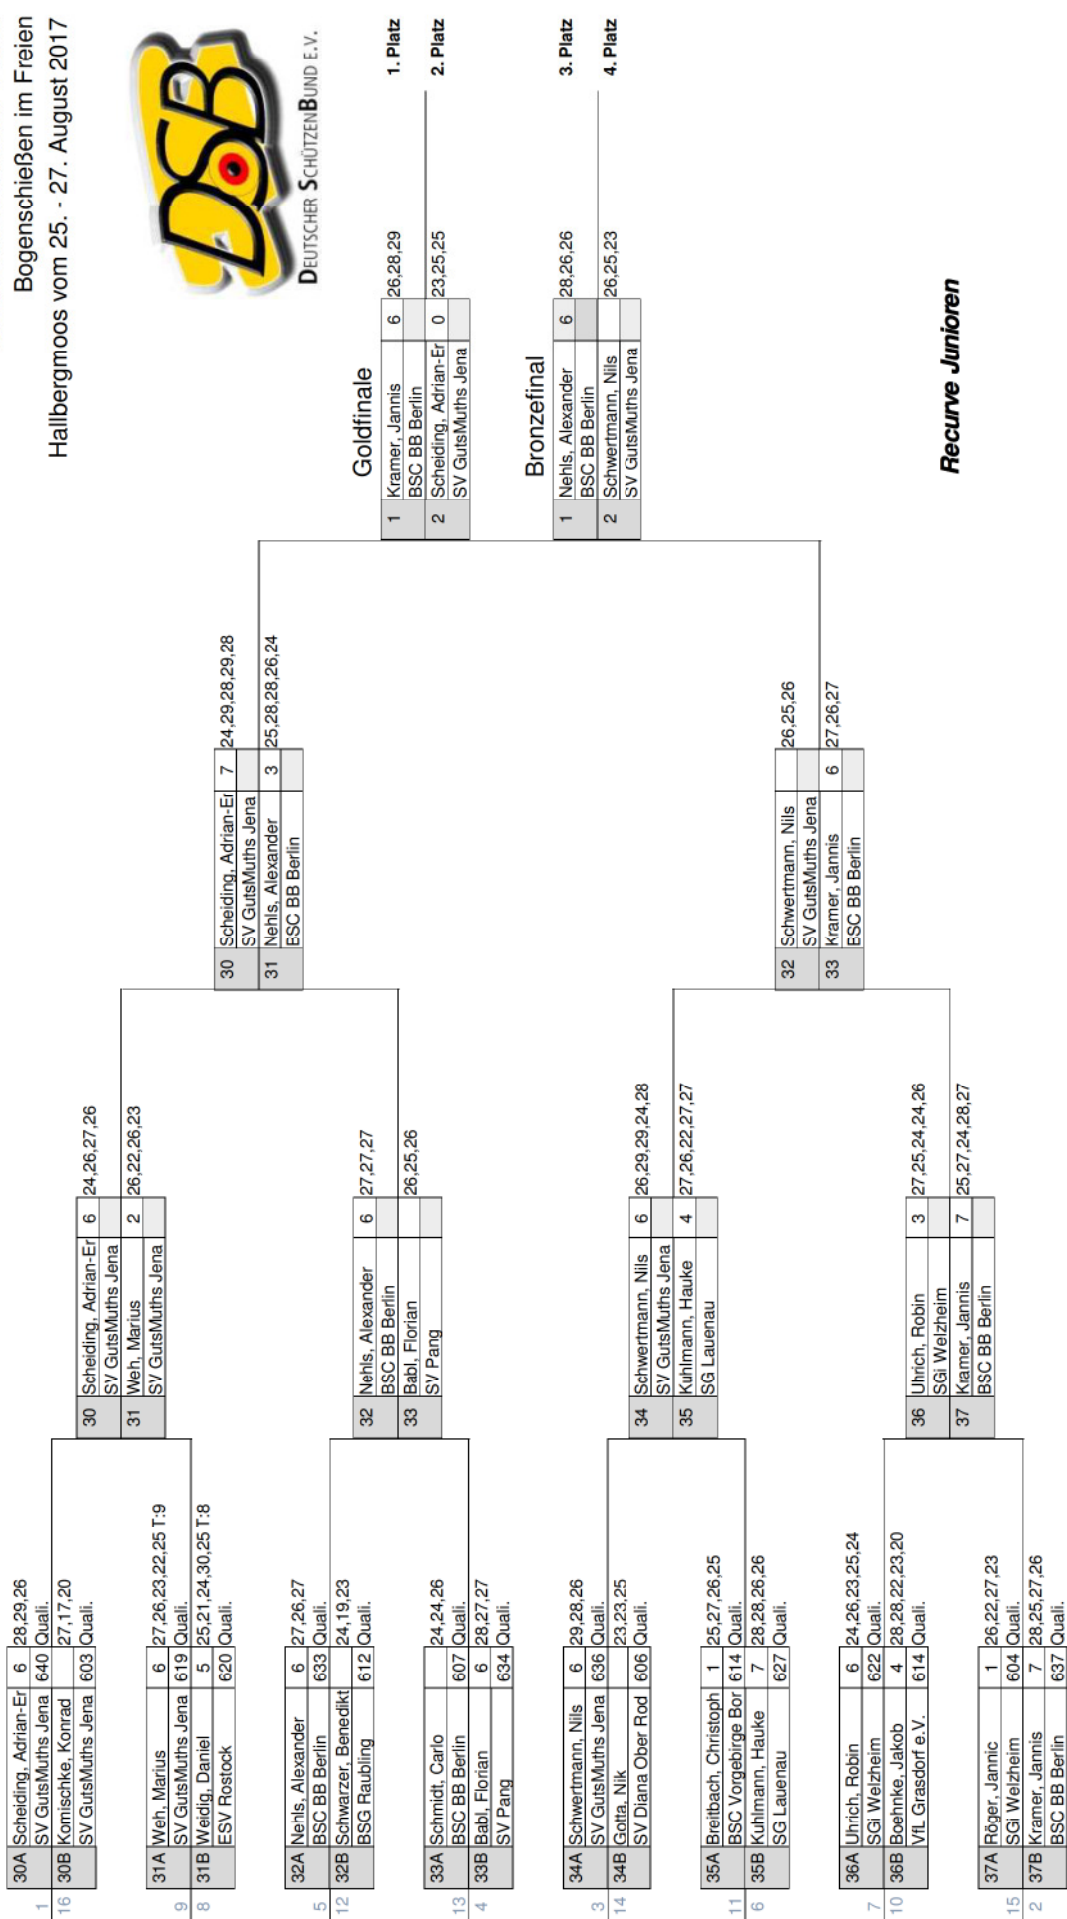 Bogenschießen im Freien
Hallbergmoos vom 25. - 27. August 2017
DSB
DEUTSCHER SCHÜTZENBUND E.V.
1 30A Scheiding, Adrian-Er 6 28,29,26
SV GutsMuths Jena 640 Quali.
16 30B Komischke, Konrad 27,17,20
SV GutsMuths Jena 603 Quali.
9 31A Weh, Marius 6 27,26,23,22,25 T:9
SV GutsMuths Jena 619 Quali.
8 31B Weidig, Daniel 5 25,21,24,30,25 T:8
ESV Rostock 620 Quali.
5 32A Nehls, Alexander 6 27,26,27
BSC BB Berlin 633 Quali.
12 32B Schwarzer, Benedikt 24,19,23
BSG Raubling 612 Quali.
13 33A Schmidt, Carlo 24,24,26
BSC BB Berlin 607 Quali.
4 33B Babl, Florian 6 28,27,27
SV Pang 634 Quali.
3 34A Schwertmann, Nils 6 29,28,26
SV GutsMuths Jena 636 Quali.
14 34B Gotta, Nik 23,23,25
SV Diana Ober Rod 606 Quali.
11 35A Breitbach, Christoph 1 25,27,26,25
BSC Vorgebirge Bor 614 Quali.
6 35B Kuhlmann, Hauke 7 28,28,26,26
SG Lauenau 627 Quali.
7 36A Uhrich, Robin 6 24,26,23,25,24
SGi Welzheim 622 Quali.
10 36B Boehnke, Jakob 4 28,28,22,23,20
VfL Grasdorf e.V. 614 Quali.
15 37A Röger, Jannic 1 26,22,27,23
SGi Welzheim 604 Quali.
2 37B Kramer, Jannis 7 28,25,27,26
BSC BB Berlin 637 Quali.
30 Scheiding, Adrian-Er 6 24,26,27,26
SV GutsMuths Jena
31 Weh, Marius 2 26,22,26,23
SV GutsMuths Jena
32 Nehls, Alexander 6 27,27,27
BSC BB Berlin
33 Babl, Florian 26,25,26
SV Pang
34 Schwertmann, Nils 6 26,29,29,24,28
SV GutsMuths Jena
35 Kuhlmann, Hauke 4 27,26,22,27,27
SG Lauenau
36 Uhrich, Robin 3 27,25,24,24,26
SGi Welzheim
37 Kramer, Jannis 7 25,27,24,28,27
BSC BB Berlin
30 Scheiding, Adrian-Er 7 24,29,28,29,28
SV GutsMuths Jena
31 Nehls, Alexander 3 25,28,28,26,24
BSC BB Berlin
32 Schwertmann, Nils 26,25,26
SV GutsMuths Jena
33 Kramer, Jannis 6 27,26,27
BSC BB Berlin
Goldfinale
1 Kramer, Jannis 6 26,28,29 1. Platz
BSC BB Berlin
2 Scheiding, Adrian-Er 0 23,25,25 2. Platz
SV GutsMuths Jena
Bronzefinal
1 Nehls, Alexander 6 28,26,26 3. Platz
BSC BB Berlin
2 Schwertmann, Nils 26,25,23 4. Platz
SV GutsMuths Jena
Recurve Junioren